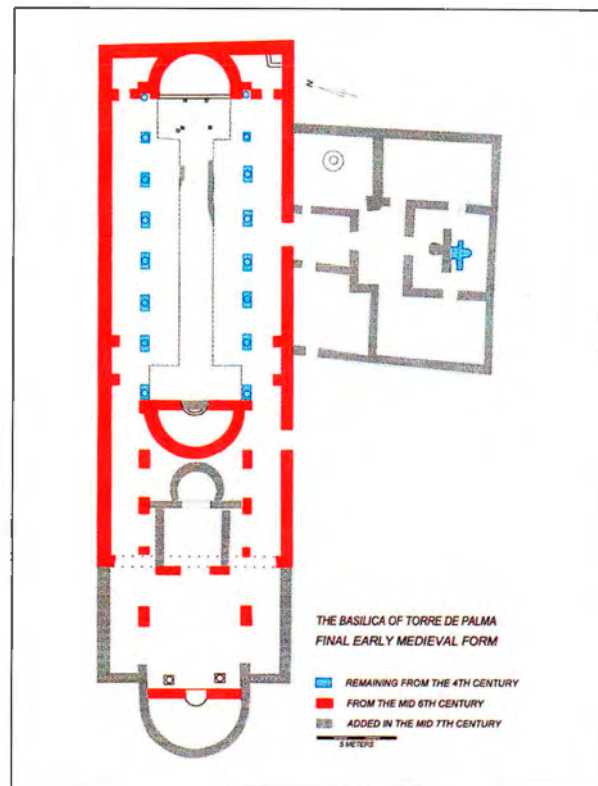 N
THE BASILICA OF TORRE DE PALMA
FINAL EARLY MEDIEVAL FORM
REMAINING FROM THE 4TH CENTURY
FROM THE MID 6TH CENTURY
ADDED IN THE MID 7TH CENTURY
5 METERS